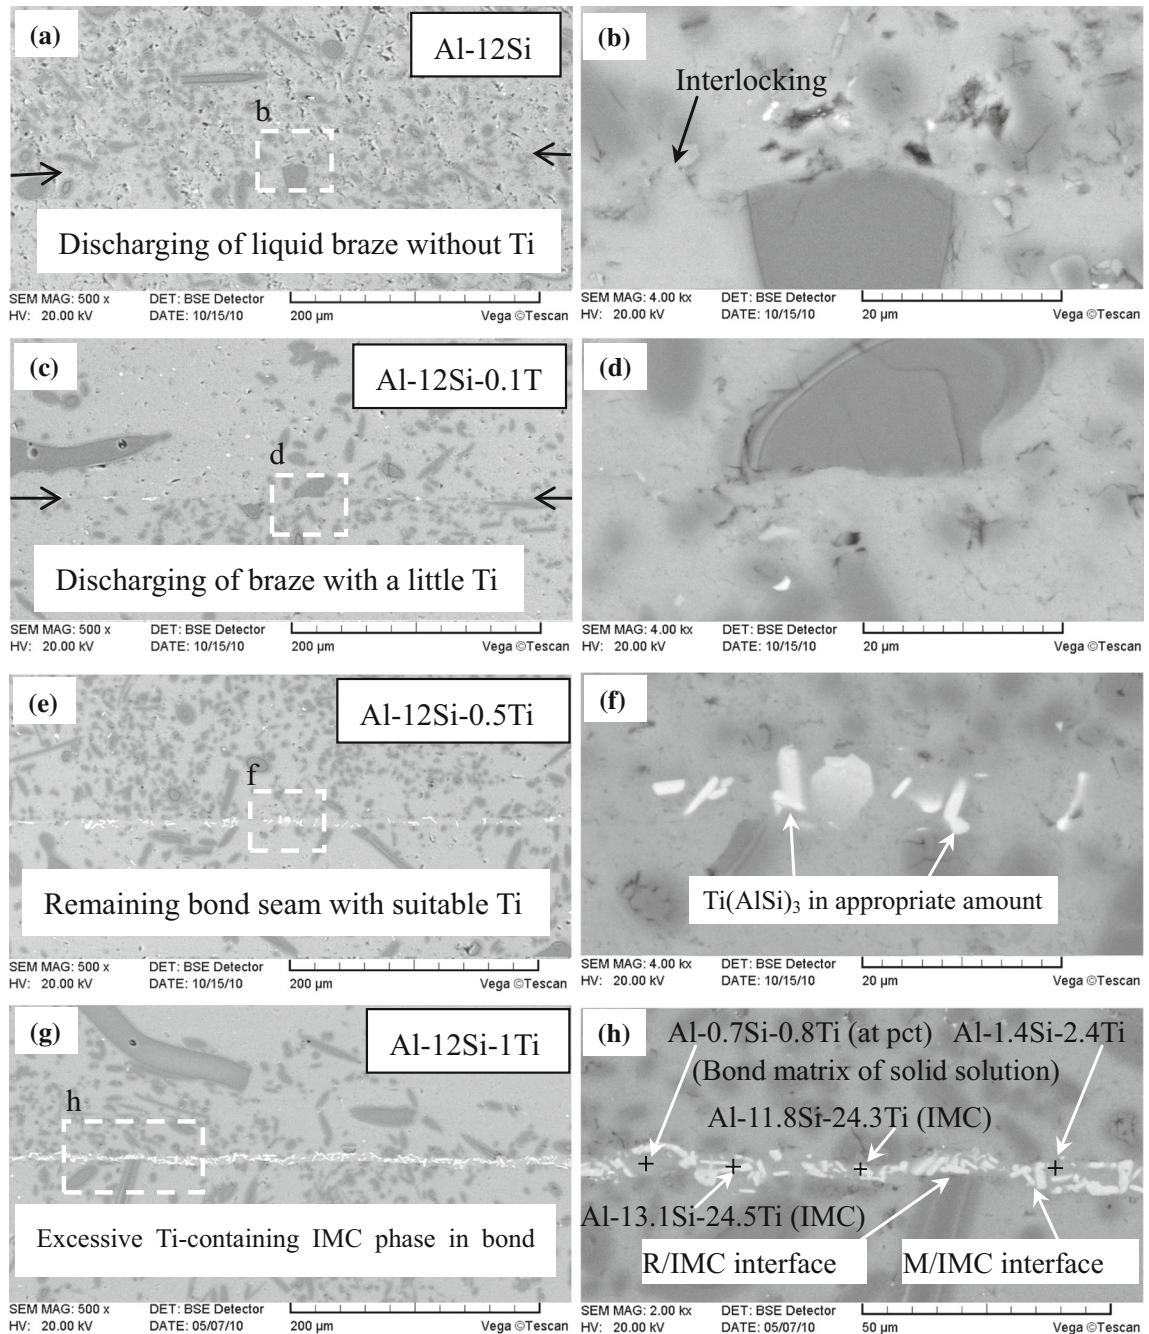 (a)
Al-12Si
b
Discharging of liquid braze without Ti
SEM MAG: 500 x DET: BSE Detector
HV: 20.00 kV DATE: 10/15/10 200 µm Vega ©Tescan
(b)
Interlocking
SEM MAG: 4.00 kx DET: BSE Detector
HV: 20.00 kV DATE: 10/15/10 20 µm Vega ©Tescan
(c)
Al-12Si-0.1T
d
Discharging of braze with a little Ti
SEM MAG: 500 x DET: BSE Detector
HV: 20.00 kV DATE: 10/15/10 200 µm Vega ©Tescan
(d)
SEM MAG: 4.00 kx DET: BSE Detector
HV: 20.00 kV DATE: 10/15/10 20 µm Vega ©Tescan
(e)
Al-12Si-0.5Ti
f
Remaining bond seam with suitable Ti
SEM MAG: 500 x DET: BSE Detector
HV: 20.00 kV DATE: 10/15/10 200 µm Vega ©Tescan
(f)
Ti(AlSi)₃ in appropriate amount
SEM MAG: 4.00 kx DET: BSE Detector
HV: 20.00 kV DATE: 10/15/10 20 µm Vega ©Tescan
(g)
Al-12Si-1Ti
h
Excessive Ti-containing IMC phase in bond
SEM MAG: 500 x DET: BSE Detector
HV: 20.00 kV DATE: 05/07/10 200 µm Vega ©Tescan
(h)
Al-0.7Si-0.8Ti (at pct) Al-1.4Si-2.4Ti
(Bond matrix of solid solution)
Al-11.8Si-24.3Ti (IMC)
Al-13.1Si-24.5Ti (IMC)
R/IMC interface M/IMC interface
SEM MAG: 2.00 kx DET: BSE Detector
HV: 20.00 kV DATE: 05/07/10 50 µm Vega ©Tescan